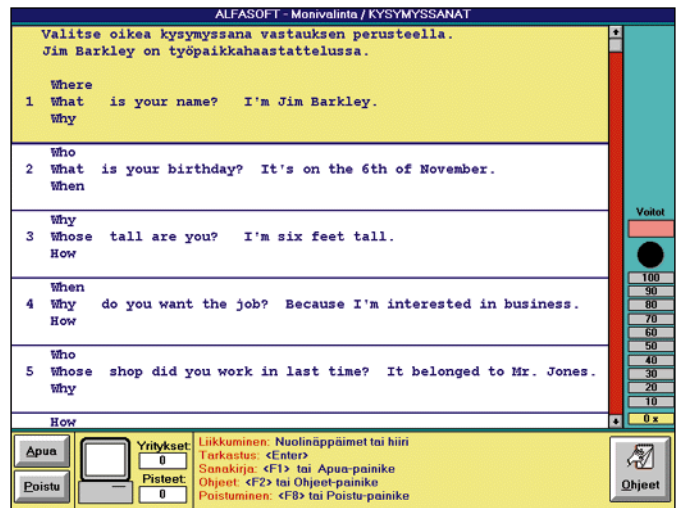 ALFASOFT - Monivalinta / KYSYMYSSANAT
Valitse oikea kysymyssana vastauksen perusteella.
Jim Barkley on työpaikkahaastattelussa.
Where
1 What is your name? I'm Jim Barkley.
Why
Who
2 What is your birthday? It's on the 6th of November.
When
Why
3 Whose tall are you? I'm six feet tall.
How
When
4 Why do you want the job? Because I'm interested in business.
How
Who
5 Whose shop did you work in last time? It belonged to Mr. Jones.
Why
How
Voitot
100
90
80
70
60
50
40
30
20
10
0 x
Apua
Poistu
Yritykset:
0
Pisteet:
0
Liikkuminen: Nuolinäppäimet tai hiiri
Tarkastus: <Enter>
Sanakirja: <F1> tai Apua-painike
Ohjeet: <F2> tai Ohjeet-painike
Poistuminen: <F8> tai Poistu-painike
Ohjeet